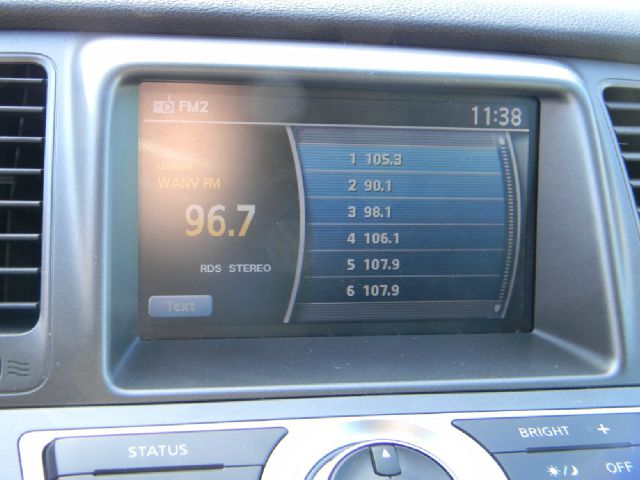 FM2
11:38
WANV FM
96.7
RDS STEREO
Text
1 105.3
2 90.1
3 98.1
4 106.1
5 107.9
6 107.9
STATUS
BRIGHT +
OFF